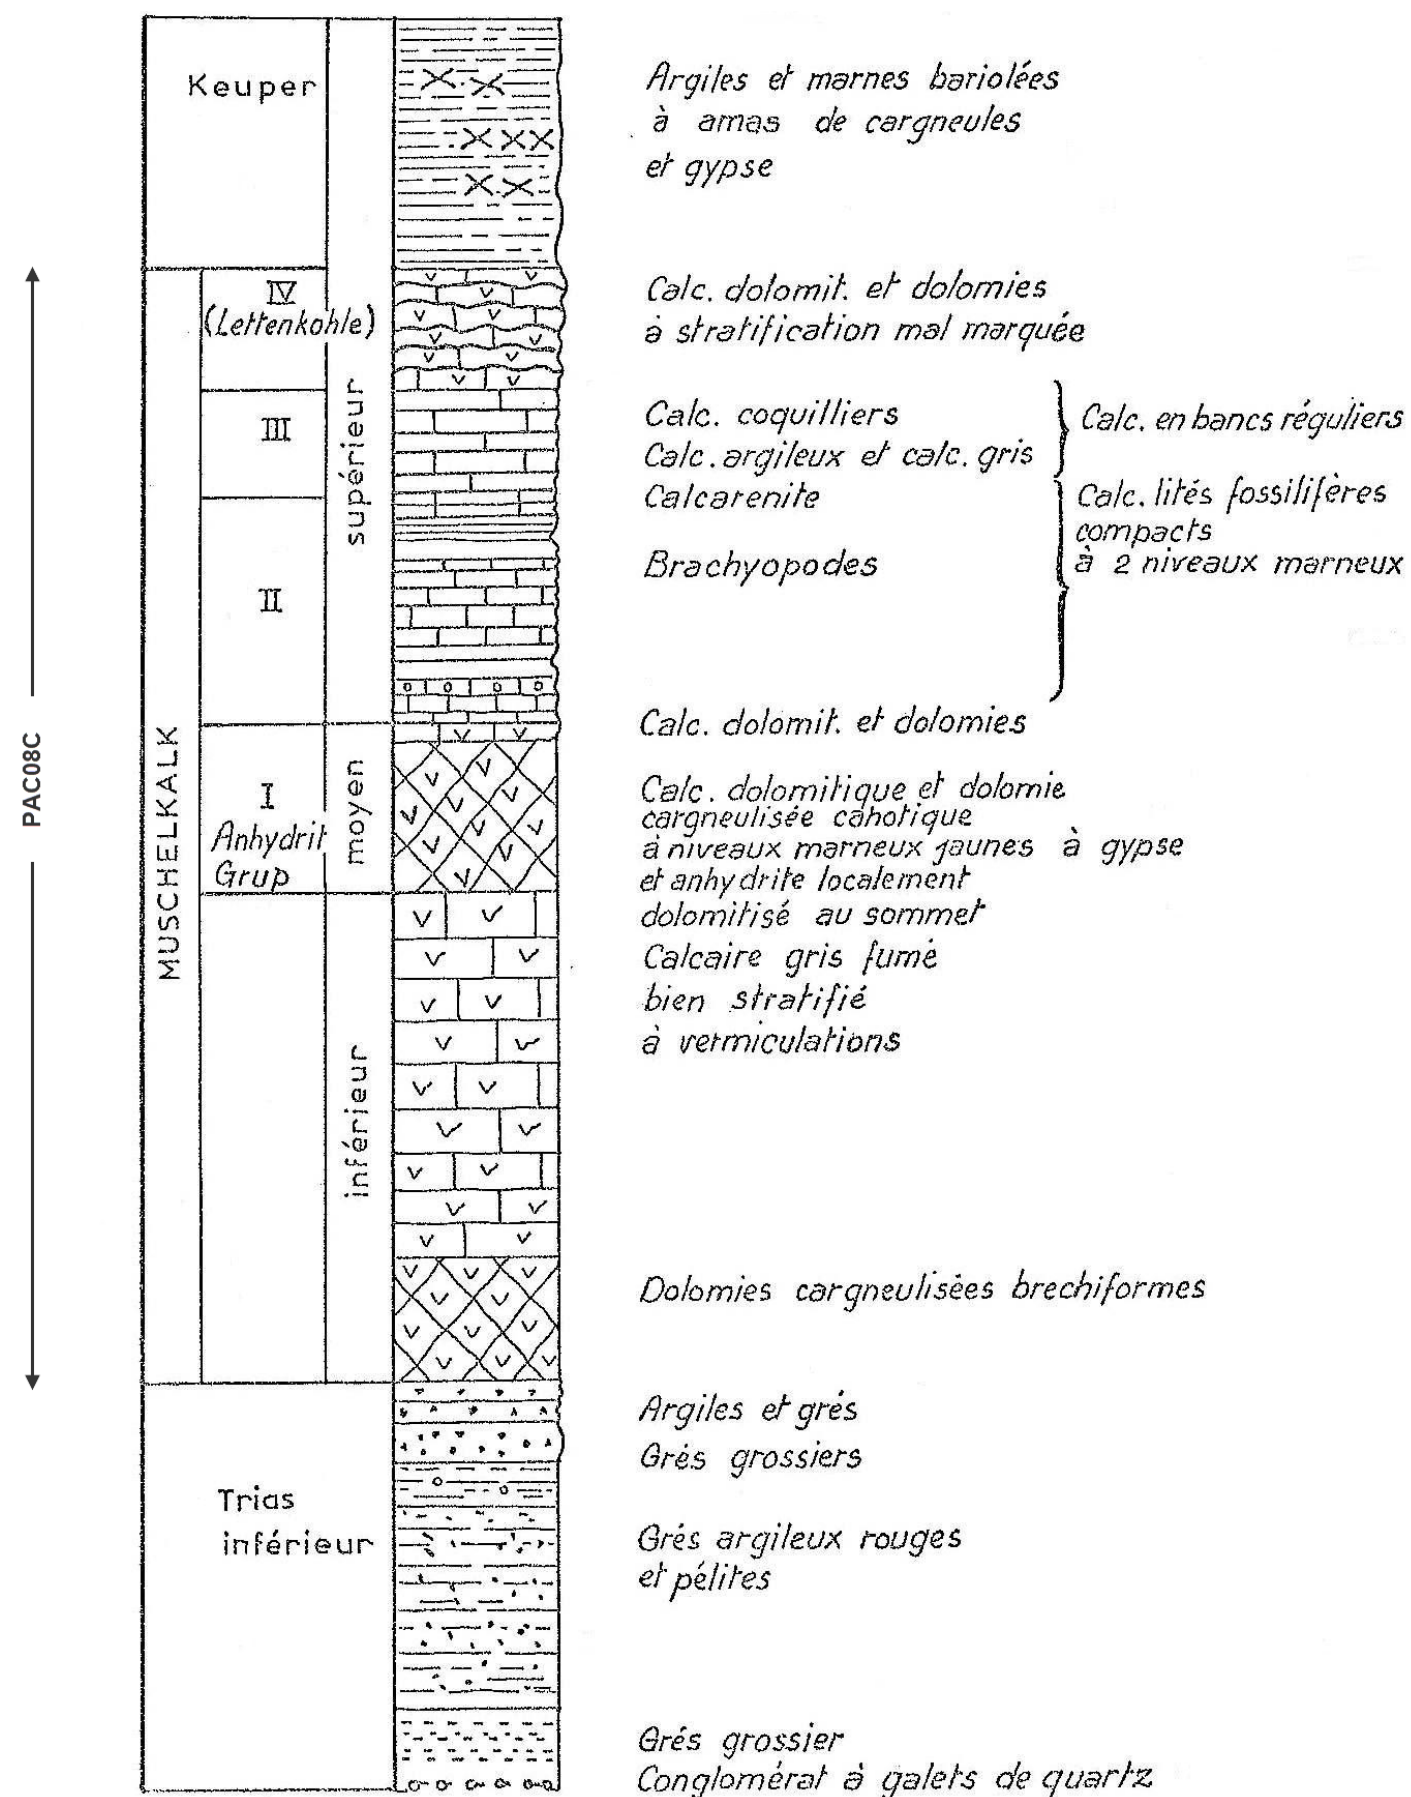 Keuper
Argiles et marnes bariolées
à amas de cargneules
et gypse
PAC08C
MUSCHELKALK
IV
(Lettenkohle)
supérieur
Calc. dolomit. et dolomies
à stratification mal marquée
III
Calc. coquilliers
Calc. argileux et calc. gris
Calc. en bancs réguliers
II
Calcarenite
Brachyopodes
Calc. lités fossilifères
compacts
à 2 niveaux marneux
Calc. dolomit. et dolomies
I
Anhydrit
Grup
moyen
Calc. dolomitique et dolomie
cargneulisée cahotique
à niveaux marneux jaunes à gypse
et anhydrite localement
dolomitisé au sommet
inférieur
Calcaire gris fumé
bien stratifié
à vermiculations
Dolomies cargneulisées brechiformes
Trias
inférieur
Argiles et grés
Grés grossiers
Grés argileux rouges
et pélites
Grés grossier
Conglomérat à galets de quartz